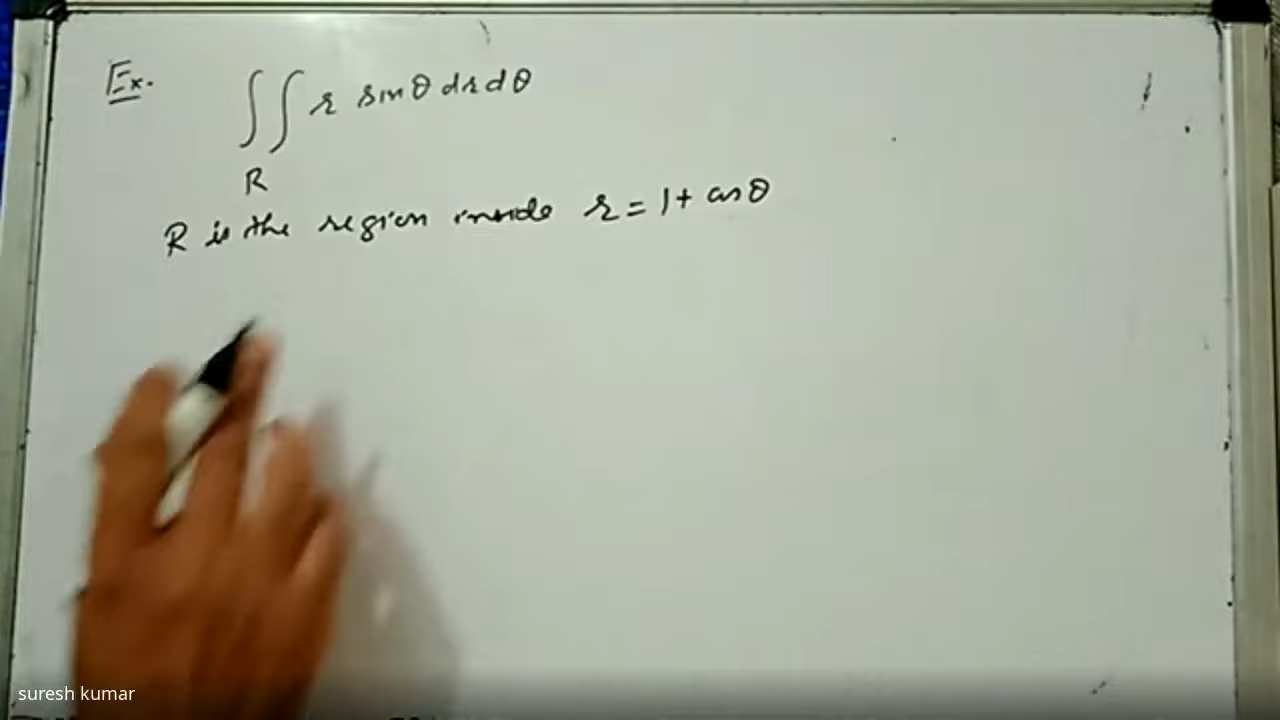 Ex. ∫∫ r sinθ dr dθ
R
R is the region inside r = 1 + cosθ
suresh kumar